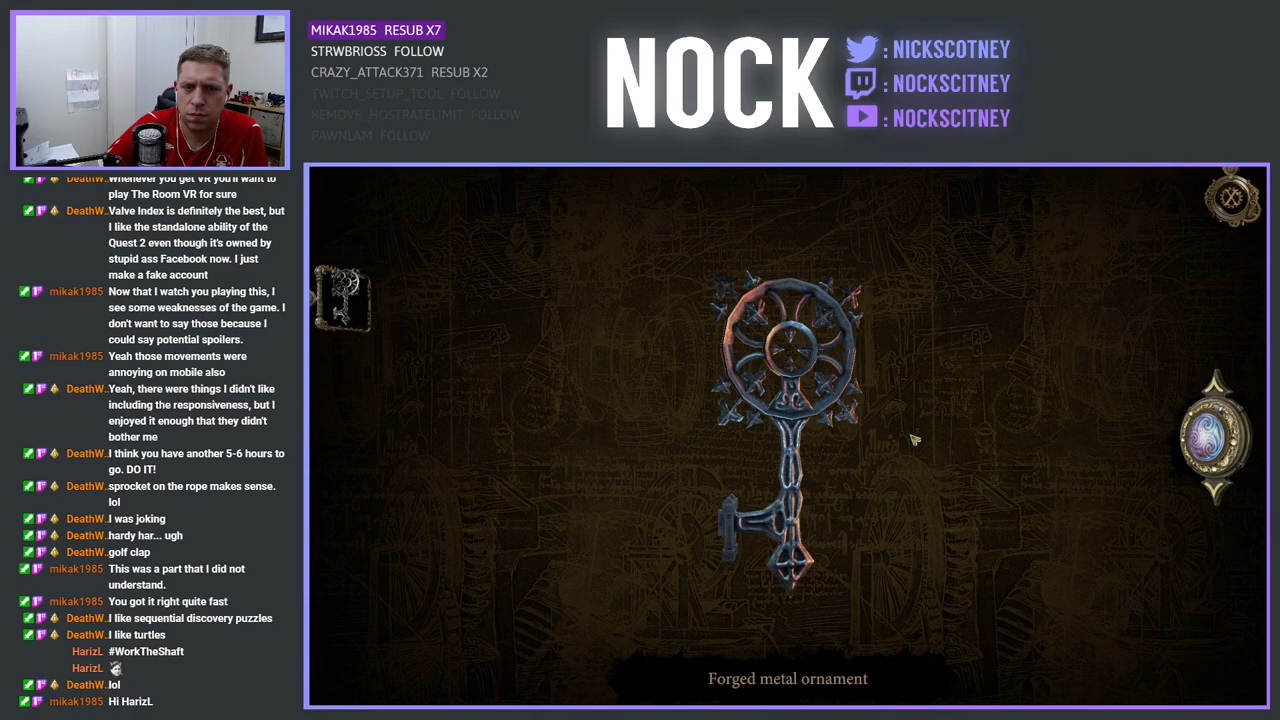 MIKAK1985 RESUB X7
STRWBRIOSS FOLLOW
CRAZY_ATTACK371 RESUB X2
TWITCH_SETUP_TOOL FOLLOW
REMOVE_HOSTRATELIMIT FOLLOW
PAWNLAM FOLLOW
NOCK
: NICKSCOTNEY
: NOCKSCITNEY
: NOCKSCITNEY
DeathW.. Whenever you get VR you'll want to
play The Room VR for sure
DeathW.. Valve Index is definitely the best, but
I like the standalone ability of the
Quest 2 even though it's owned by
stupid ass Facebook now. I just
make a fake account
mikak1985 Now that I watch you playing this, I
see some weaknesses of the game. I
don't want to say those because I
could say potential spoilers.
mikak1985 Yeah those movements were
annoying on mobile also
DeathW.. Yeah, there were things I didn't like
including the responsiveness, but I
enjoyed it enough that they didn't
bother me
DeathW.. I think you have another 5-6 hours to
go. DO IT!
DeathW.. sprocket on the rope makes sense.
lol
DeathW.. I was joking
DeathW.. hardy har... ugh
DeathW.. golf clap
mikak1985 This was a part that I did not
understand.
mikak1985 You got it right quite fast
DeathW.. I like sequential discovery puzzles
DeathW.. I like turtles
HarizL #WorkTheShaft
HarizL
DeathW.. lol
mikak1985 Hi HarizL
Forged metal ornament